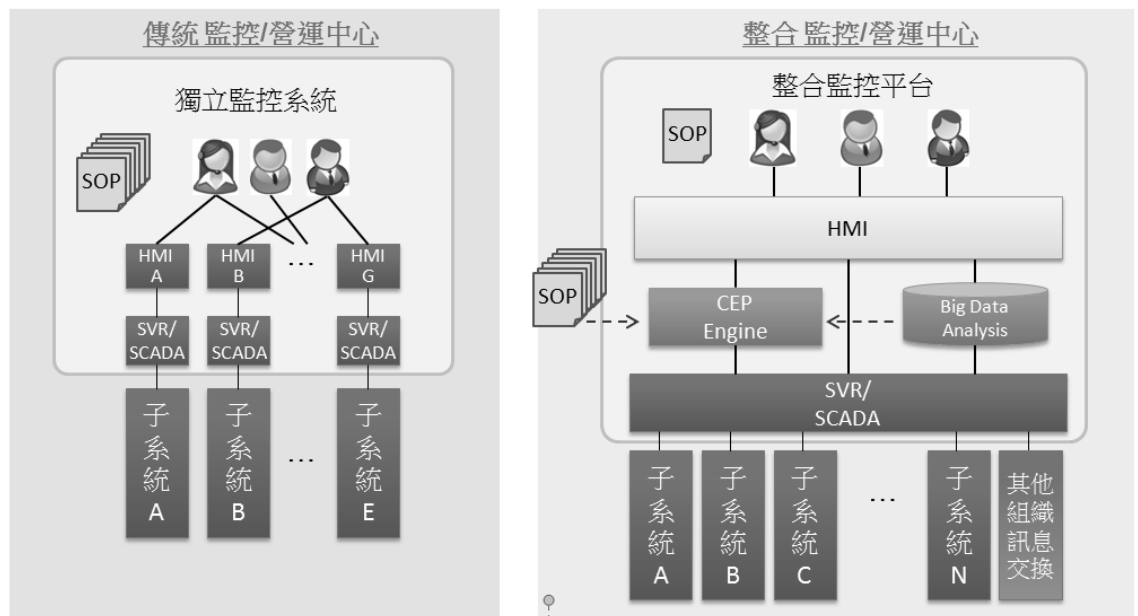 傳統 監控/營運中心
獨立監控系統
SOP
HMI
A
HMI
B
...
HMI
G
SVR/
SCADA
SVR/
SCADA
SVR/
SCADA
子
系
統
A
子
系
統
B
...
子
系
統
E
整合 監控/營運中心
整合監控平台
SOP
HMI
SOP
CEP
Engine
Big Data
Analysis
SVR/
SCADA
子
系
統
A
子
系
統
B
子
系
統
C
...
子
系
統
N
其他
組織
訊息
交換